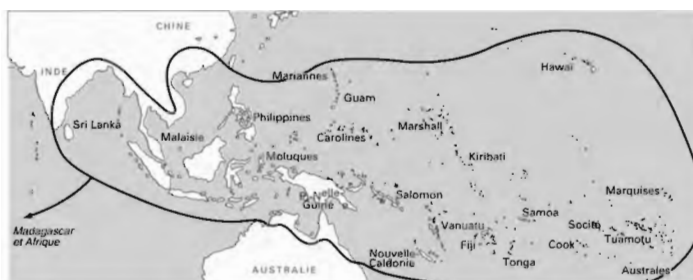 CHINE
INDE
Mariannes
Hawaï
Guam
Sri Lanka
Malaisie
Philippines
Carolines
Marshall
Moluques
Kiribati
Nelle
Guinée
Salomon
Marquises
Samoa
Vanuatu
Société
Fiji
Cook
Tuamotu
Madagascar
et Afrique
Nouvelle
Calédonie
Tonga
AUSTRALIE
Australes